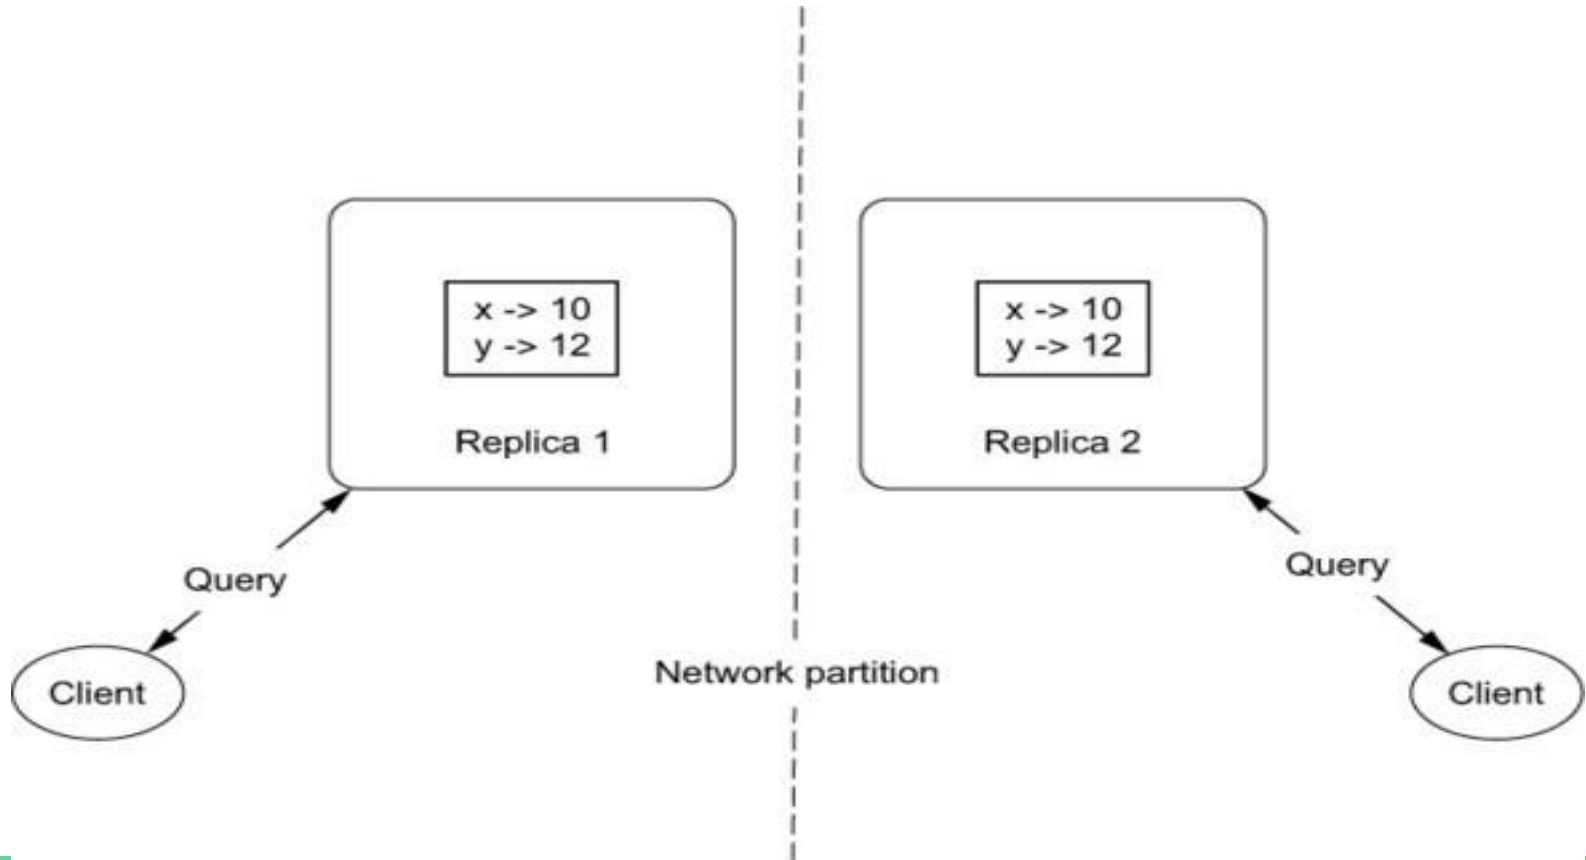 x -> 10
y -> 12
Replica 1
x -> 10
y -> 12
Replica 2
Query
Query
Client
Network partition
Client